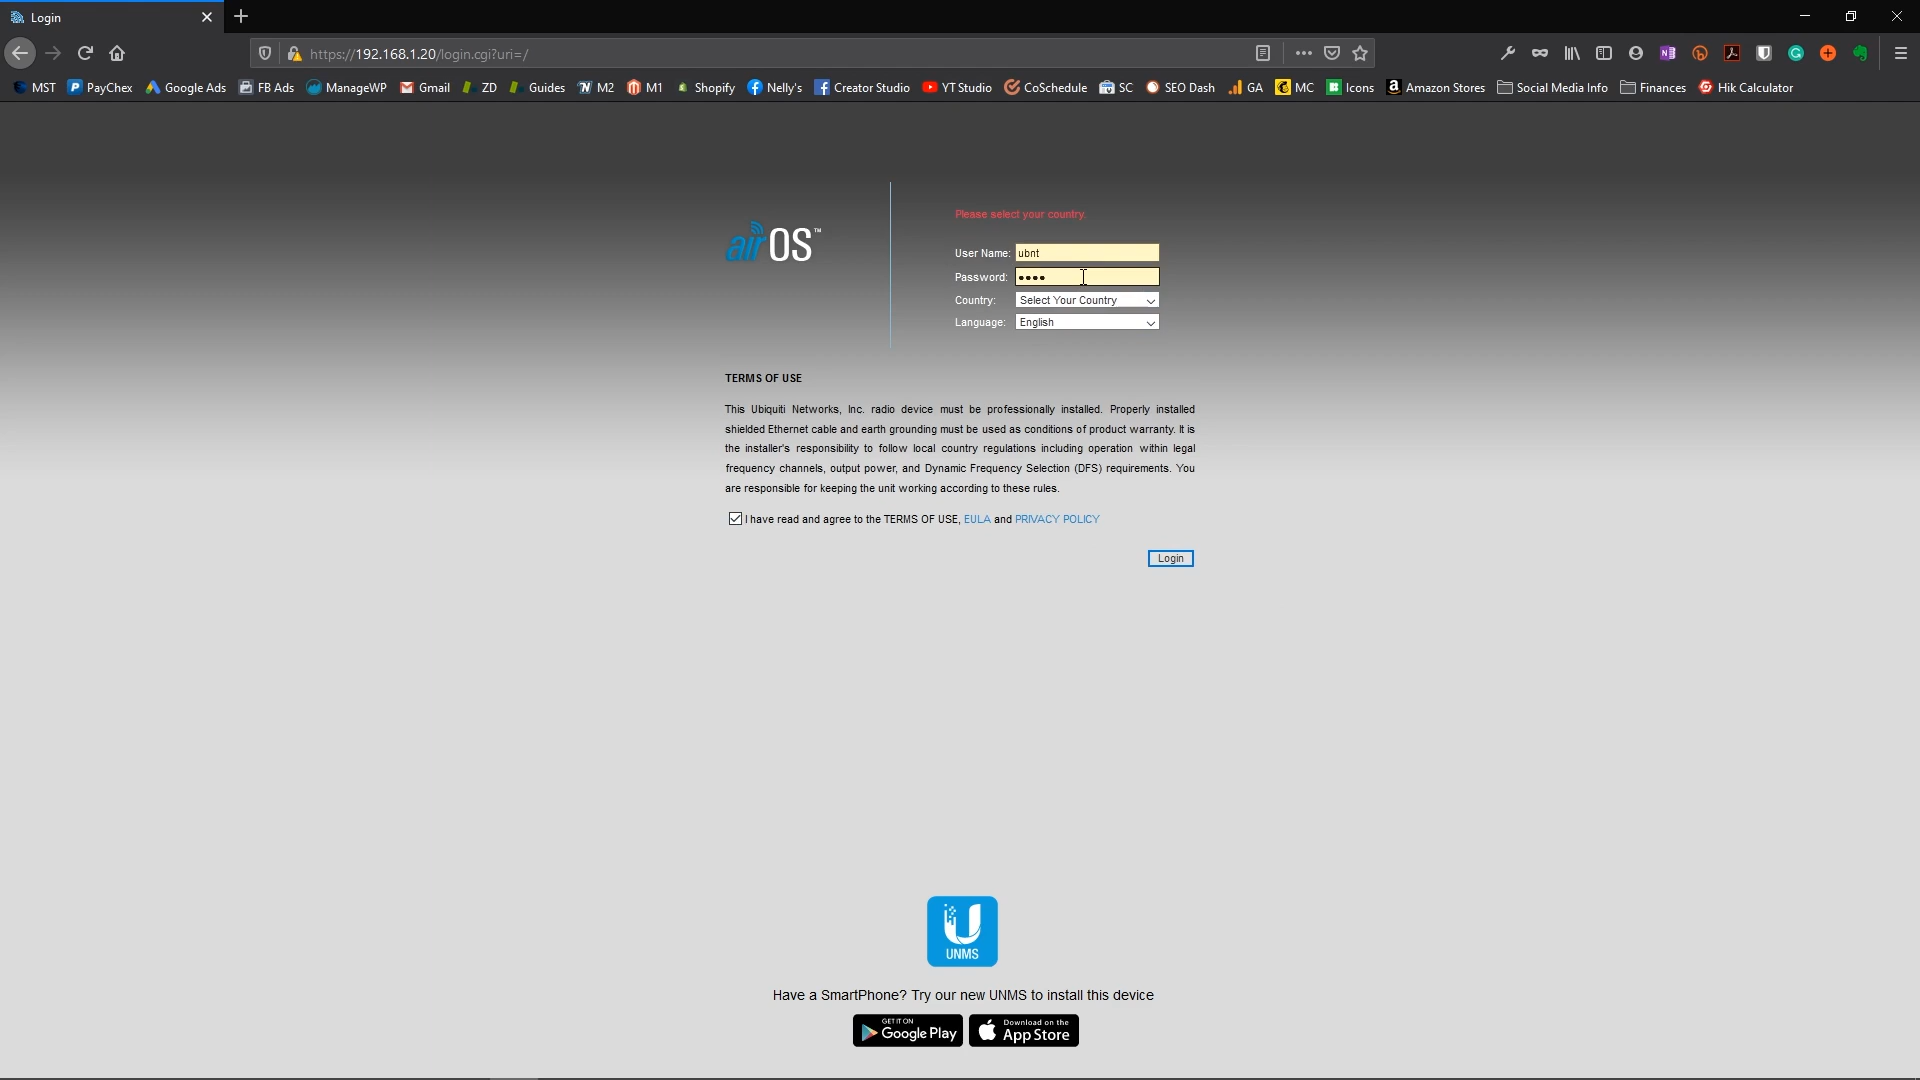 Login
https://192.168.1.20/login.cgi?uri=/
MST PayChex Google Ads FB Ads ManageWP Gmail ZD Guides M2 M1 Shopify Nelly's Creator Studio YT Studio CoSchedule SC SEO Dash GA MC Icons Amazon Stores Social Media Info Finances Hik Calculator
airOS™
Please select your country.
User Name: ubnt
Password: ••••
Country: Select Your Country
Language: English
TERMS OF USE
This Ubiquiti Networks, Inc. radio device must be professionally installed. Properly installed
shielded Ethernet cable and earth grounding must be used as conditions of product warranty. It is
the installer's responsibility to follow local country regulations including operation within legal
frequency channels, output power, and Dynamic Frequency Selection (DFS) requirements. You
are responsible for keeping the unit working according to these rules.
I have read and agree to the TERMS OF USE, EULA and PRIVACY POLICY
Login
U
UNMS
Have a SmartPhone? Try our new UNMS to install this device
GET IT ON
Google Play
Download on the
App Store